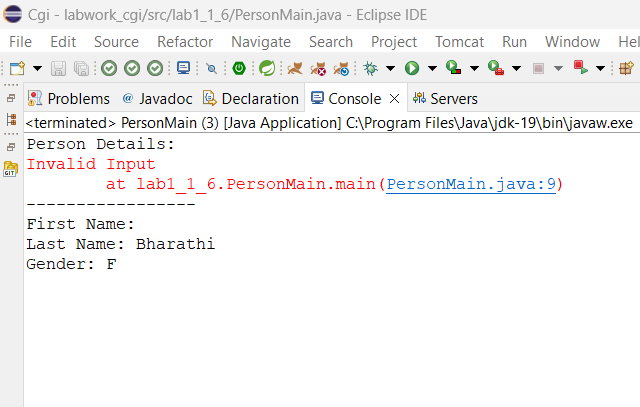 Cgi - labwork_cgi/src/lab1_1_6/PersonMain.java - Eclipse IDE
File Edit Source Refactor Navigate Search Project Tomcat Run Window Hel
Problems @ Javadoc Declaration Console Servers
<terminated> PersonMain (3) [Java Application] C:\Program Files\Java\jdk-19\bin\javaw.exe
GIT
Person Details:
Invalid Input
at lab1_1_6.PersonMain.main(PersonMain.java:9)
-----------------
First Name:
Last Name: Bharathi
Gender: F